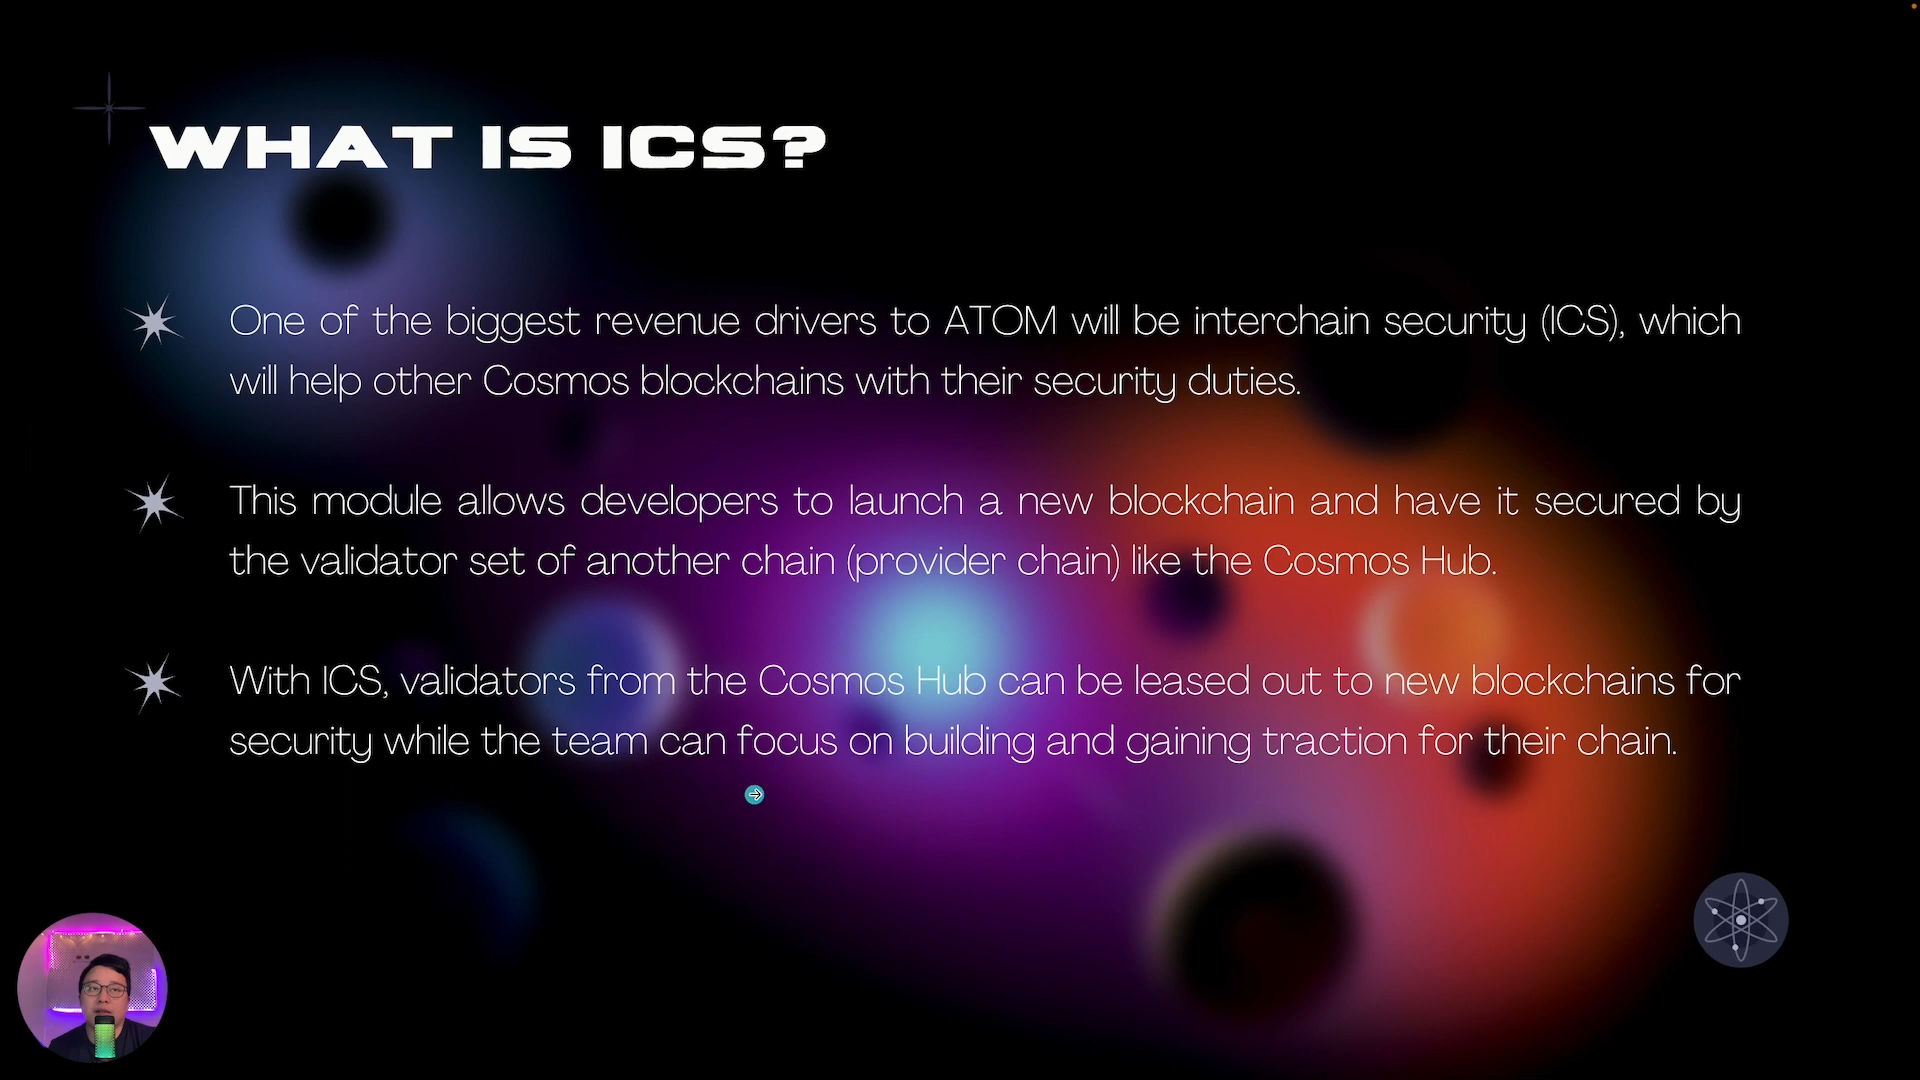 WHAT IS ICS?
One of the biggest revenue drivers to ATOM will be interchain security (ICS), which
will help other Cosmos blockchains with their security duties.
This module allows developers to launch a new blockchain and have it secured by
the validator set of another chain (provider chain) like the Cosmos Hub.
With ICS, validators from the Cosmos Hub can be leased out to new blockchains for
security while the team can focus on building and gaining traction for their chain.